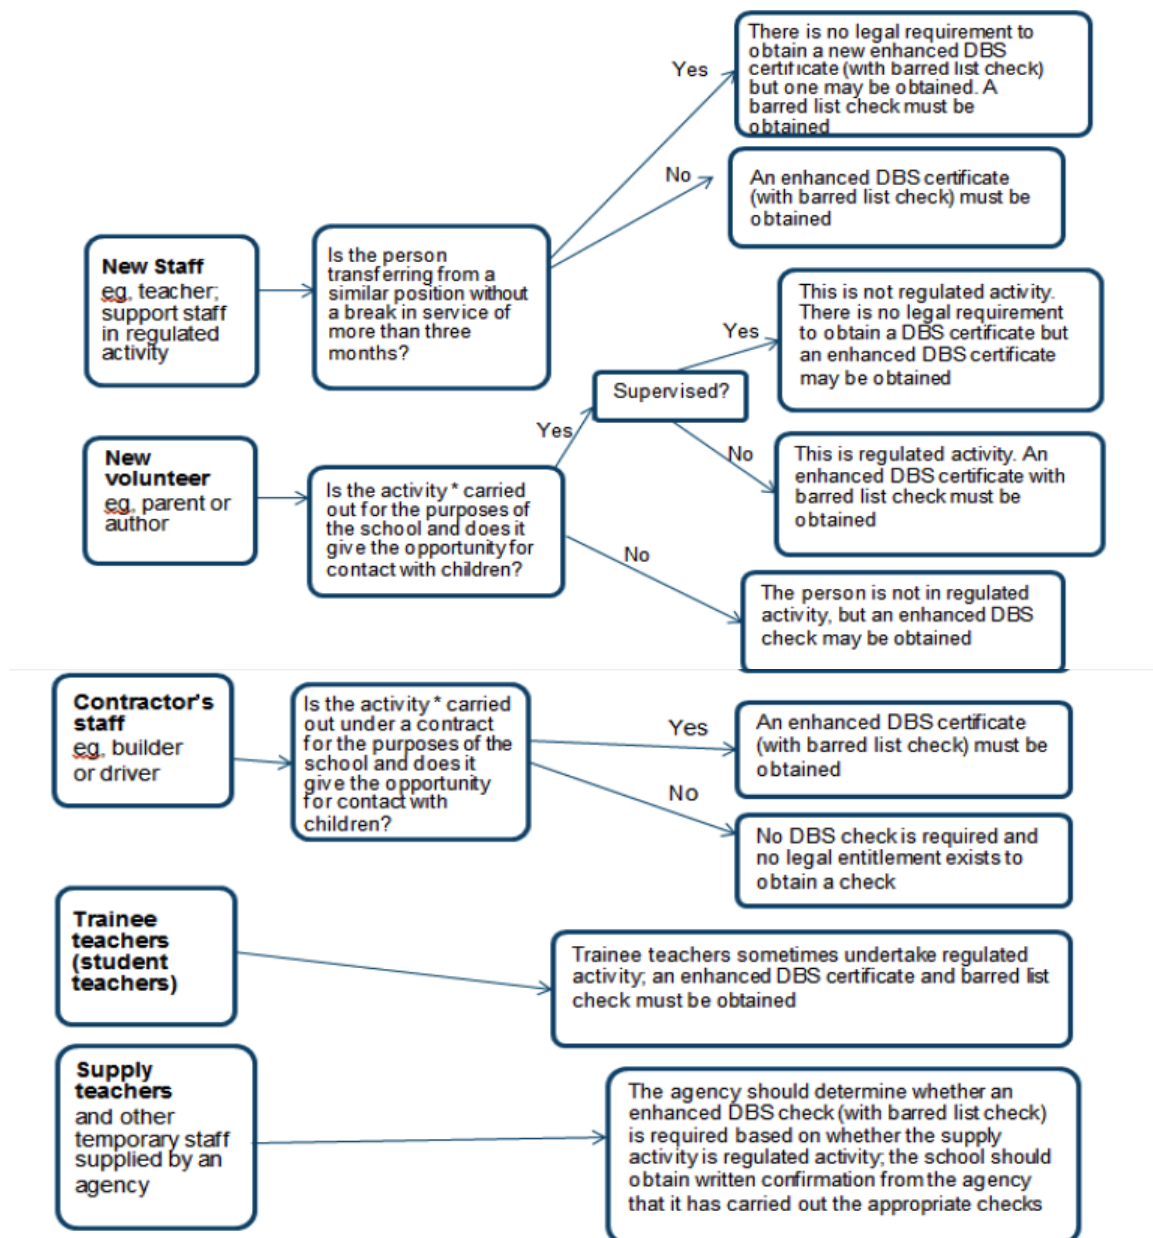 New Staff
eg, teacher;
support staff
in regulated
activity
Is the person
transferring from a
similar position without
a break in service of
more than three
months?
Yes
There is no legal requirement to
obtain a new enhanced DBS
certificate (with barred list check)
but one may be obtained. A
barred list check must be
obtained
No
An enhanced DBS certificate
(with barred list check) must be
obtained
New
volunteer
eg, parent or
author
Is the activity * carried
out for the purposes of
the school and does it
give the opportunity for
contact with children?
Yes
Supervised?
Yes
This is not regulated activity.
There is no legal requirement
to obtain a DBS certificate but
an enhanced DBS certificate
may be obtained
No
This is regulated activity. An
enhanced DBS certificate with
barred list check must be
obtained
No
The person is not in regulated
activity, but an enhanced DBS
check may be obtained
Contractor's
staff
eg, builder
or driver
Is the activity * carried
out under a contract
for the purposes of the
school and does it
give the opportunity
for contact with
children?
Yes
An enhanced DBS certificate
(with barred list check) must be
obtained
No
No DBS check is required and
no legal entitlement exists to
obtain a check
Trainee
teachers
(student
teachers)
Trainee teachers sometimes undertake regulated
activity; an enhanced DBS certificate and barred list
check must be obtained
Supply
teachers
and other
temporary staff
supplied by an
agency
The agency should determine whether an
enhanced DBS check (with barred list check)
is required based on whether the supply
activity is regulated activity; the school should
obtain written confirmation from the agency
that it has carried out the appropriate checks